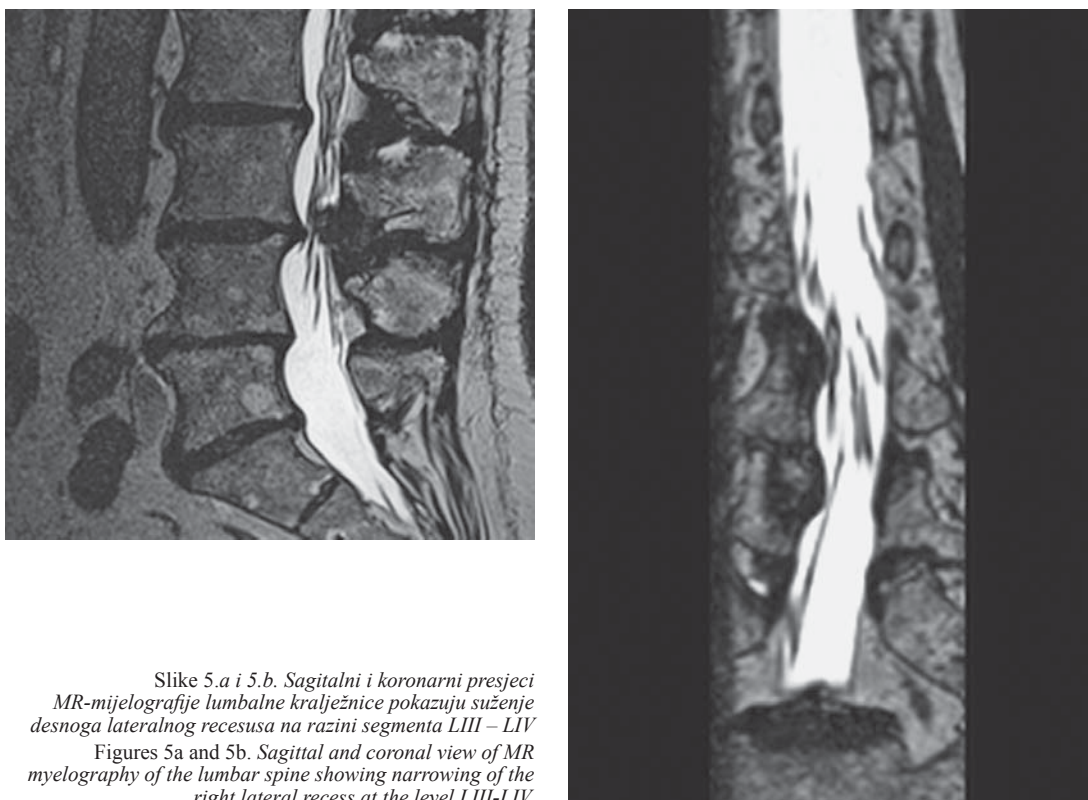 Slike 5.a i 5.b. Sagitalni i koronarni presjeci
MR-mijelografije lumbalne kralježnice pokazuju suženje
desnoga lateralnog recesusa na razini segmenta LIII – LIV
Figures 5a and 5b. Sagittal and coronal view of MR
myelography of the lumbar spine showing narrowing of the
right lateral recess at the level LIII-LIV